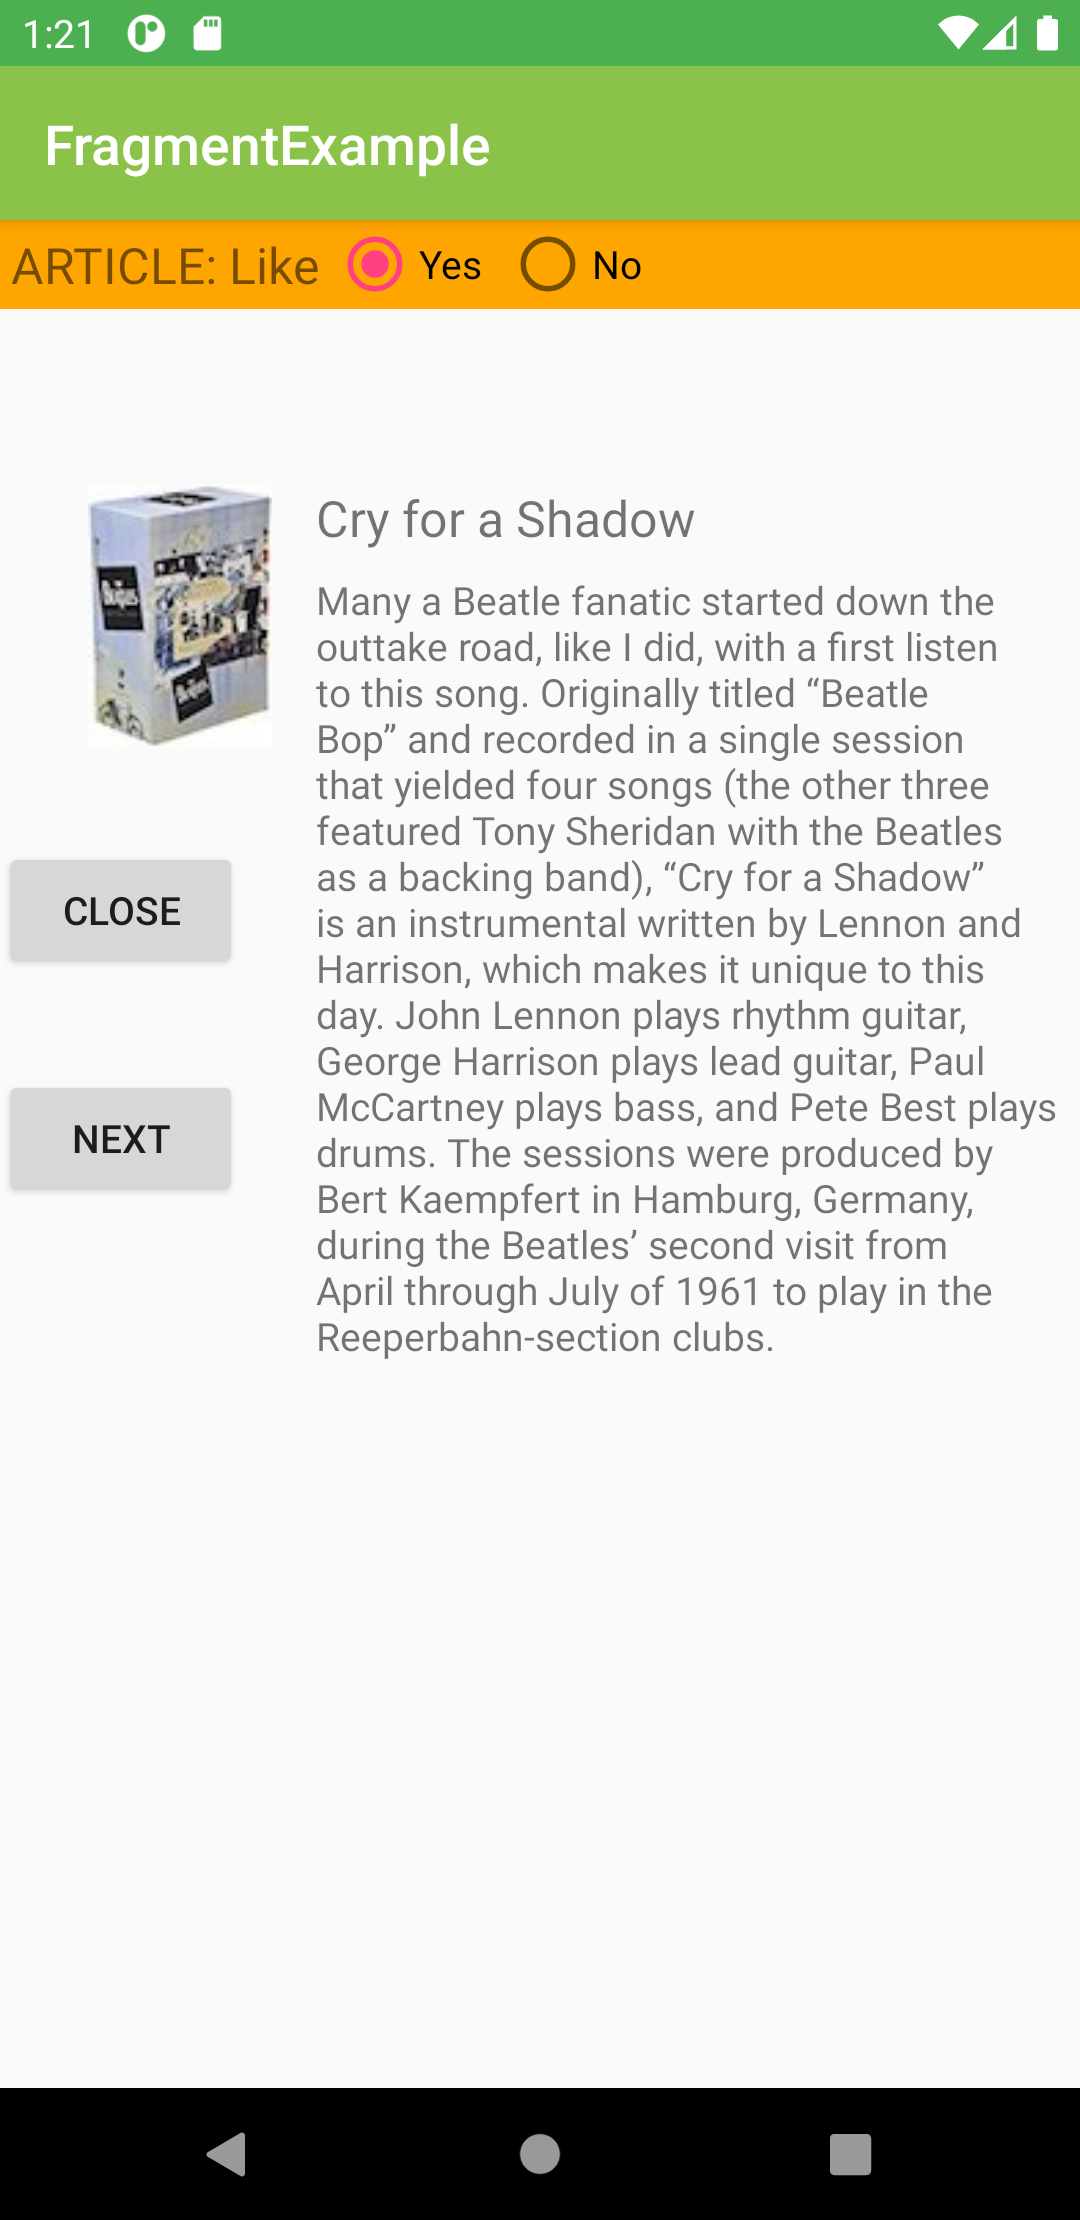 1:21
FragmentExample
ARTICLE: Like Yes No
Cry for a Shadow
Many a Beatle fanatic started down the
outtake road, like I did, with a first listen
to this song. Originally titled “Beatle
Bop” and recorded in a single session
that yielded four songs (the other three
featured Tony Sheridan with the Beatles
as a backing band), “Cry for a Shadow”
is an instrumental written by Lennon and
Harrison, which makes it unique to this
day. John Lennon plays rhythm guitar,
George Harrison plays lead guitar, Paul
McCartney plays bass, and Pete Best plays
drums. The sessions were produced by
Bert Kaempfert in Hamburg, Germany,
during the Beatles’ second visit from
April through July of 1961 to play in the
Reeperbahn-section clubs.
CLOSE
NEXT